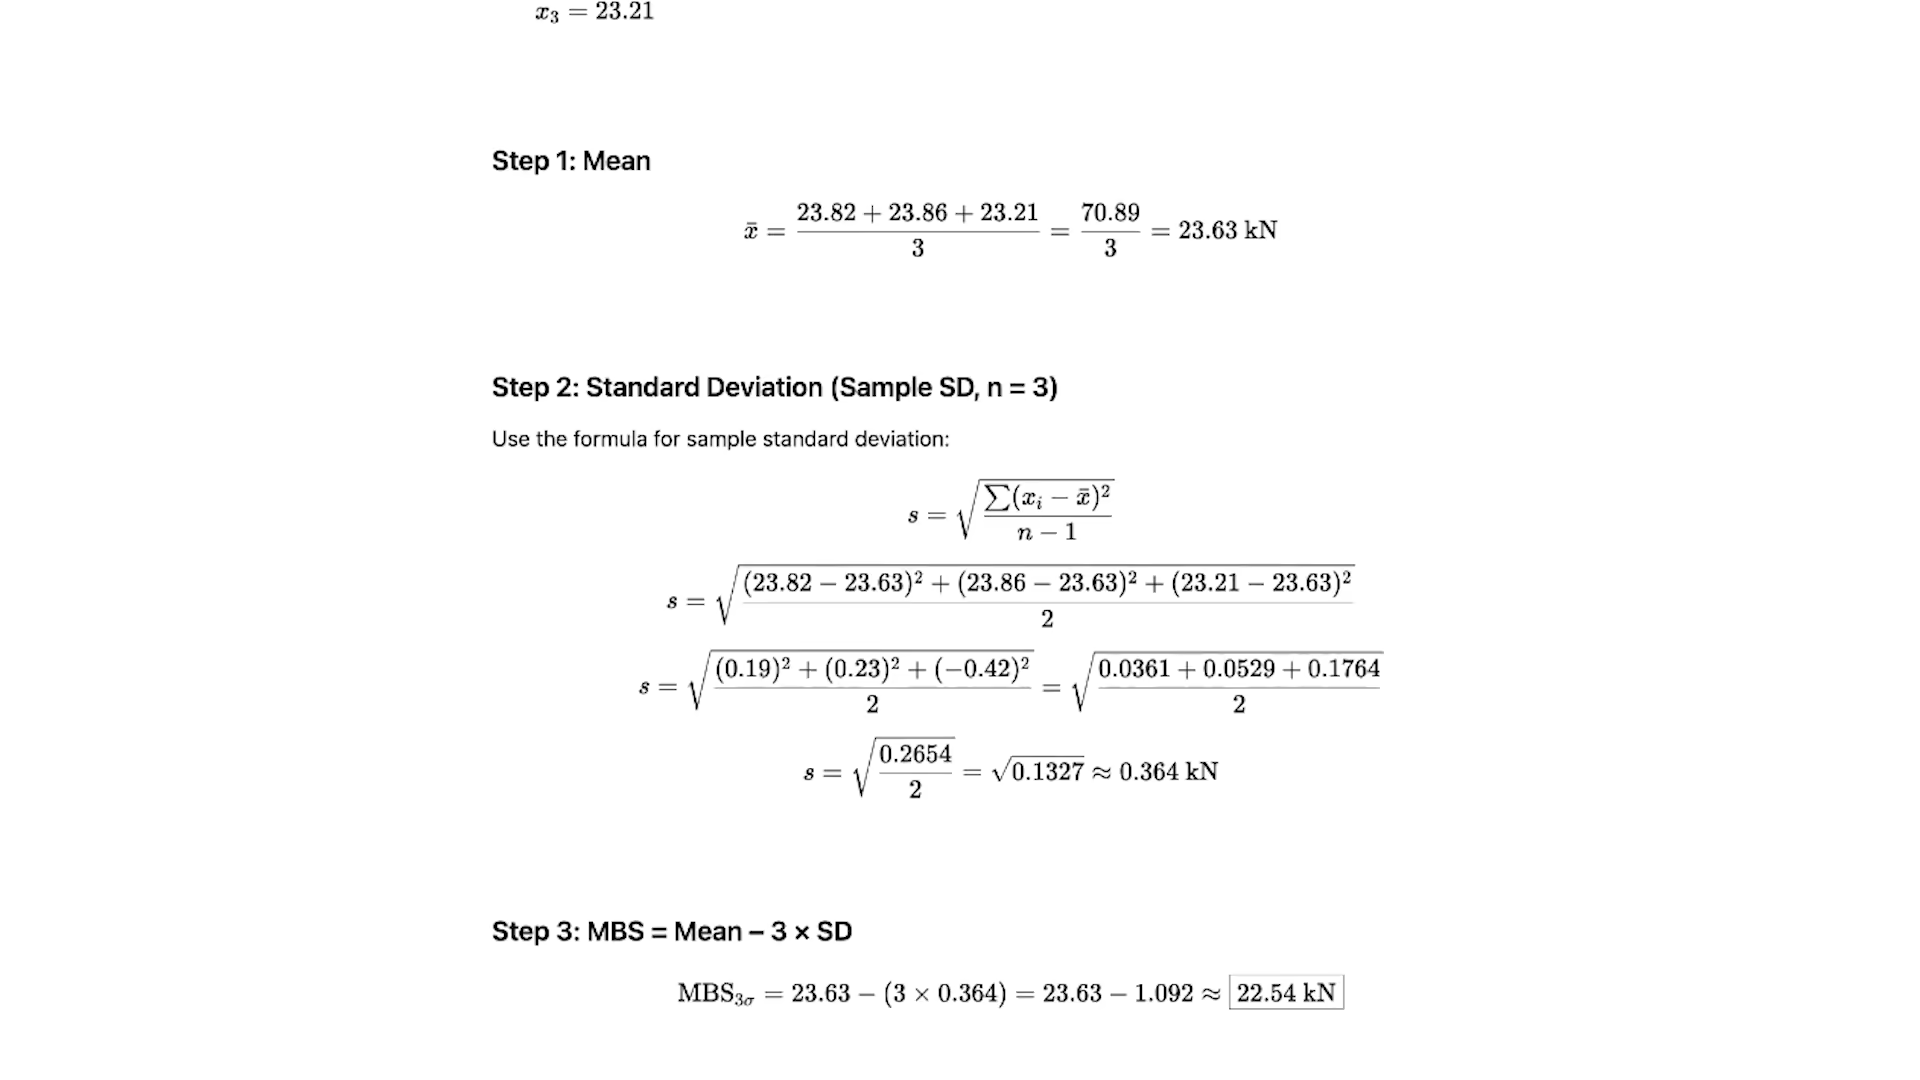 x₃ = 23.21
Step 1: Mean
x̄ = (23.82 + 23.86 + 23.21)/3 = 70.89/3 = 23.63 kN
Step 2: Standard Deviation (Sample SD, n = 3)
Use the formula for sample standard deviation:
s = √(∑(xᵢ − x̄)²/(n − 1))
s = √(((23.82 − 23.63)² + (23.86 − 23.63)² + (23.21 − 23.63)²)/2)
s = √(((0.19)² + (0.23)² + (−0.42)²)/2) = √((0.0361 + 0.0529 + 0.1764)/2)
s = √(0.2654/2) = √0.1327 ≈ 0.364 kN
Step 3: MBS = Mean – 3 × SD
MBS₃σ = 23.63 − (3 × 0.364) = 23.63 − 1.092 ≈ 22.54 kN